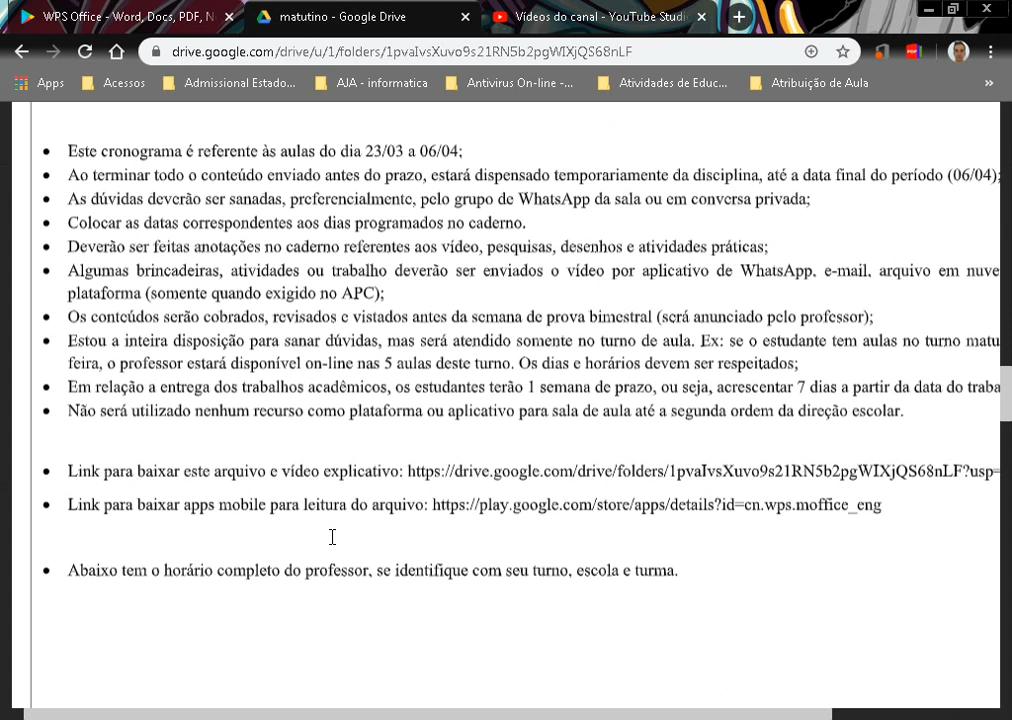 WPS Office - Word, Docs, PDF, N
matutino - Google Drive
Vídeos do canal - YouTube Studi
drive.google.com/drive/u/1/folders/1pvaIvsXuvo9s21RN5b2pgWIXjQS68nLF
Apps
Acessos
Admissional Estado...
AJA - informatica
Antivirus On-line -...
Atividades de Educ...
Atribuição de Aula
»
• Este cronograma é referente às aulas do dia 23/03 a 06/04;
• Ao terminar todo o conteúdo enviado antes do prazo, estará dispensado temporariamente da disciplina, até a data final do período (06/04);
• As dúvidas deverão ser sanadas, preferencialmente, pelo grupo de WhatsApp da sala ou em conversa privada;
• Colocar as datas correspondentes aos dias programados no caderno.
• Deverão ser feitas anotações no caderno referentes aos vídeo, pesquisas, desenhos e atividades práticas;
• Algumas brincadeiras, atividades ou trabalho deverão ser enviados o vídeo por aplicativo de WhatsApp, e-mail, arquivo em nuve
plataforma (somente quando exigido no APC);
• Os conteúdos serão cobrados, revisados e vistados antes da semana de prova bimestral (será anunciado pelo professor);
• Estou a inteira disposição para sanar dúvidas, mas será atendido somente no turno de aula. Ex: se o estudante tem aulas no turno matu
feira, o professor estará disponível on-line nas 5 aulas deste turno. Os dias e horários devem ser respeitados;
• Em relação a entrega dos trabalhos acadêmicos, os estudantes terão 1 semana de prazo, ou seja, acrescentar 7 dias a partir da data do traba
• Não será utilizado nenhum recurso como plataforma ou aplicativo para sala de aula até a segunda ordem da direção escolar.
• Link para baixar este arquivo e vídeo explicativo: https://drive.google.com/drive/folders/1pvaIvsXuvo9s21RN5b2pgWIXjQS68nLF?usp=
• Link para baixar apps mobile para leitura do arquivo: https://play.google.com/store/apps/details?id=cn.wps.moffice_eng
• Abaixo tem o horário completo do professor, se identifique com seu turno, escola e turma.